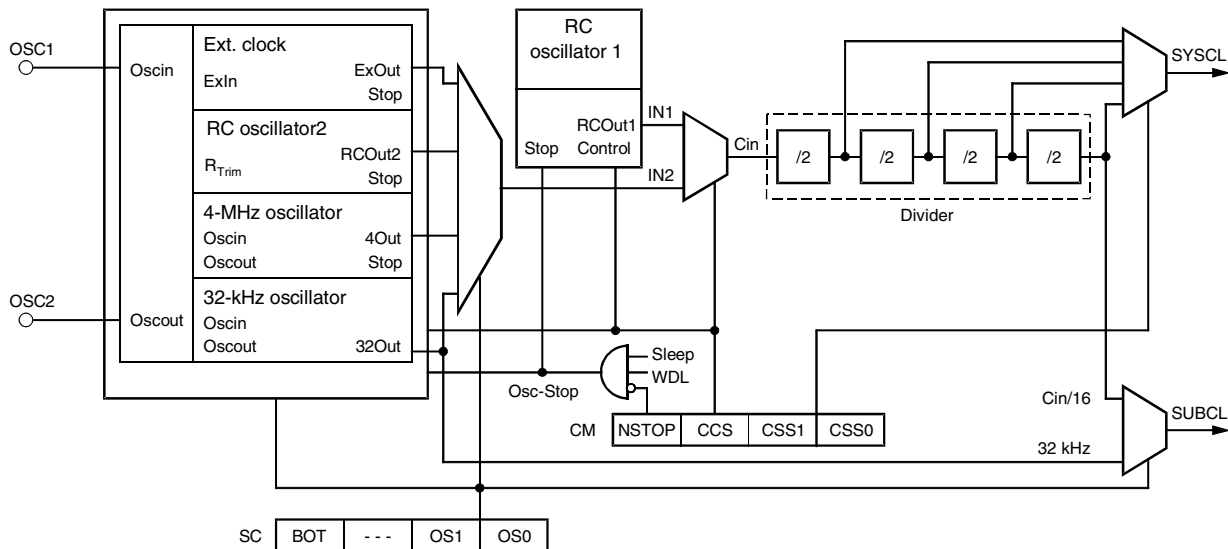 OSC1
OSC2
Oscin
Oscout
Ext. clock
ExIn
ExOut
Stop
RC oscillator2
RTrim
RCOut2
Stop
4-MHz oscillator
Oscin
Oscout
4Out
Stop
32-kHz oscillator
Oscin
Oscout
32Out
RC
oscillator 1
RCOut1
Stop
Control
IN1
IN2
Cin
/2
/2
/2
/2
Divider
SYSCL
Sleep
WDL
Osc-Stop
CM
NSTOP
CCS
CSS1
CSS0
Cin/16
32 kHz
SUBCL
SC
BOT
- - -
OS1
OS0